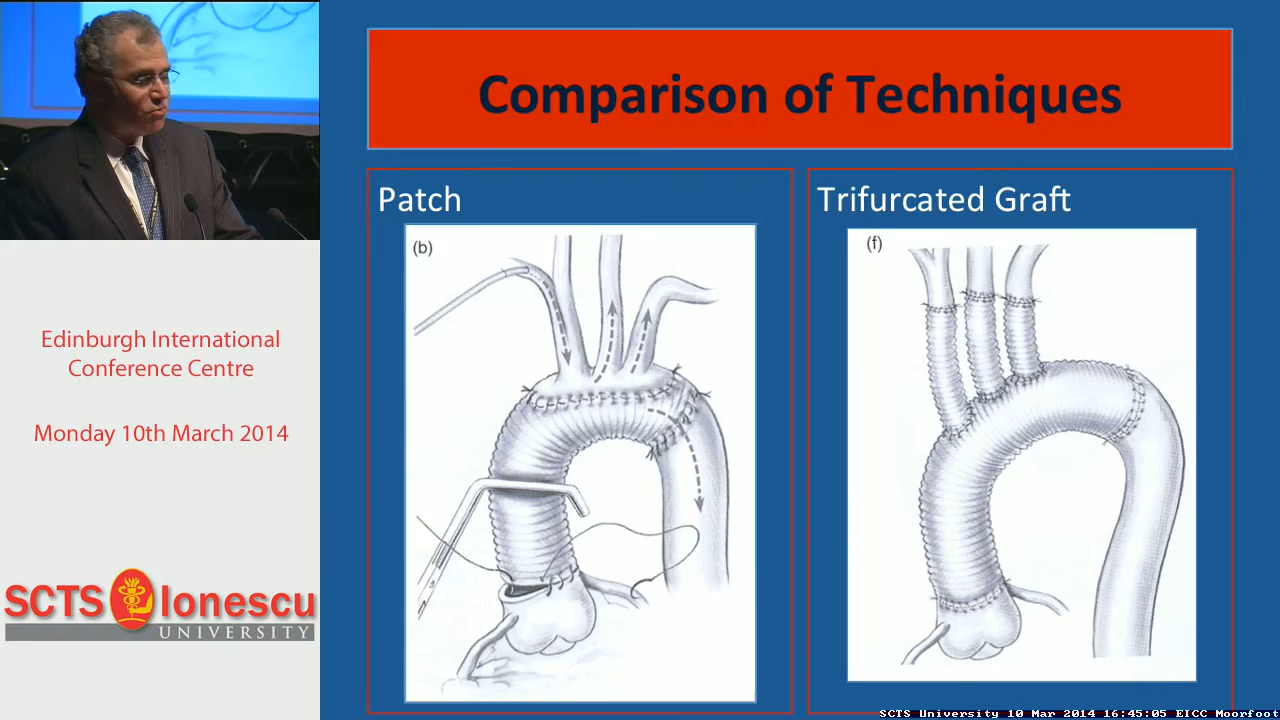 Comparison of Techniques
Patch
Trifurcated Graft
(b)
(f)
Edinburgh International
Conference Centre
Monday 10th March 2014
SCTS Ionescu
UNIVERSITY
SCTS University 10 Mar 2014 16:45:05 EICC Moorfoot